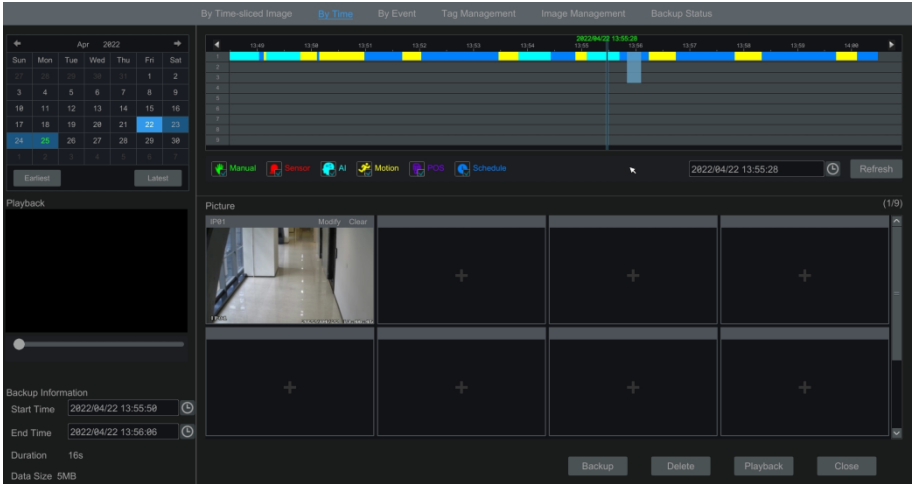 By Time-sliced Image By Time By Event Tag Management Image Management Backup Status
Apr 2022
Sun Mon Tue Wed Thu Fri Sat
27 28 29 30 31 1 2
3 4 5 6 7 8 9
10 11 12 13 14 15 16
17 18 19 20 21 22 23
24 25 26 27 28 29 30
1 2 3 4 5 6 7
Earliest Latest
2022/04/22 13:55:28
13:49 13:50 13:51 13:52 13:53 13:54 13:55 13:56 13:57 13:58 13:59 14:00
1
2
3
4
5
6
7
8
9
Manual Sensor AI Motion POS Schedule
2022/04/22 13:55:28 Refresh
Playback
Picture (1/9)
IP01 Modify Clear
Backup Information
Start Time 2022/04/22 13:55:50
End Time 2022/04/22 13:56:06
Duration 16s
Data Size 5MB
Backup Delete Playback Close